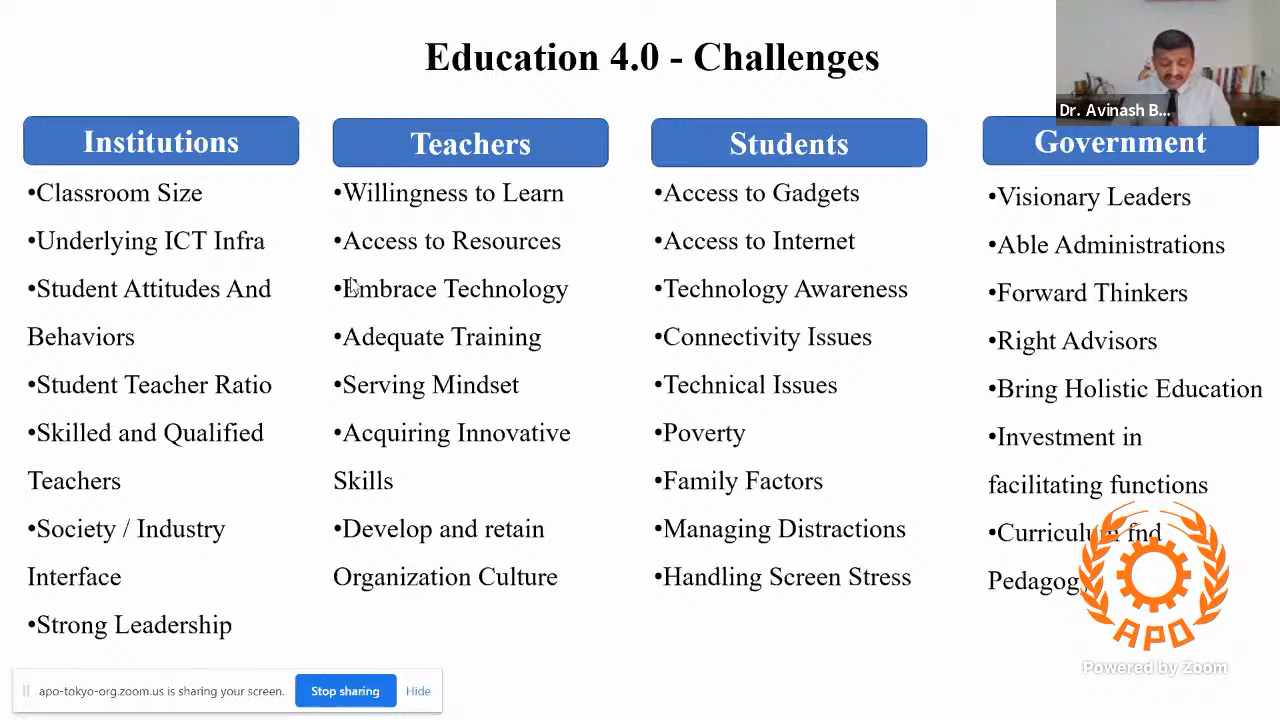 Education 4.0 - Challenges
Dr. Avinash B...
Institutions
•Classroom Size
•Underlying ICT Infra
•Student Attitudes And
Behaviors
•Student Teacher Ratio
•Skilled and Qualified
Teachers
•Society / Industry
Interface
•Strong Leadership
Teachers
•Willingness to Learn
•Access to Resources
•Embrace Technology
•Adequate Training
•Serving Mindset
•Acquiring Innovative
Skills
•Develop and retain
Organization Culture
Students
•Access to Gadgets
•Access to Internet
•Technology Awareness
•Connectivity Issues
•Technical Issues
•Poverty
•Family Factors
•Managing Distractions
•Handling Screen Stress
Government
•Visionary Leaders
•Able Administrations
•Forward Thinkers
•Right Advisors
•Bring Holistic Education
•Investment in
facilitating functions
•Curriculum fnd
Pedagogy
APO
Powered by Zoom
apo-tokyo-org.zoom.us is sharing your screen.
Stop sharing
Hide